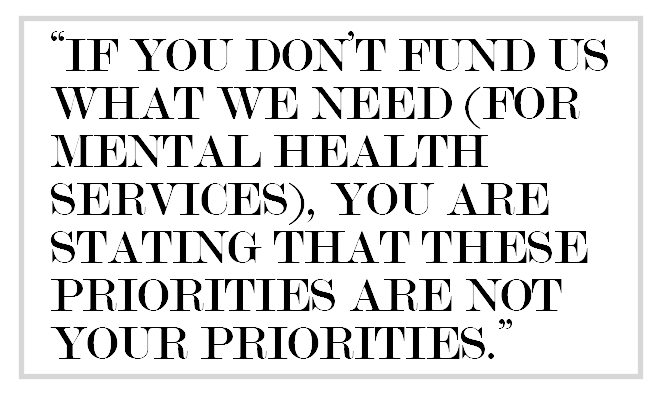 “IF YOU DON’T FUND US
WHAT WE NEED (FOR
MENTAL HEALTH
SERVICES), YOU ARE
STATING THAT THESE
PRIORITIES ARE NOT
YOUR PRIORITIES.”